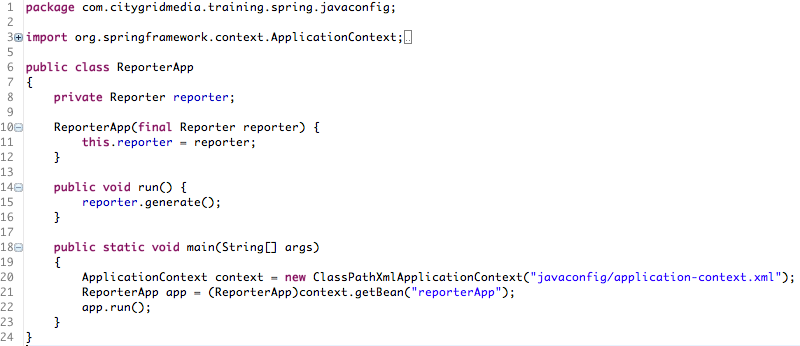 1 package com.citygridmedia.training.spring.javaconfig;
2
3 import org.springframework.context.ApplicationContext;
5
6 public class ReporterApp
7 {
8     private Reporter reporter;
9
10     ReporterApp(final Reporter reporter) {
11         this.reporter = reporter;
12     }
13
14     public void run() {
15         reporter.generate();
16     }
17
18     public static void main(String[] args)
19     {
20         ApplicationContext context = new ClassPathXmlApplicationContext("javaconfig/application-context.xml");
21         ReporterApp app = (ReporterApp)context.getBean("reporterApp");
22         app.run();
23     }
24 }